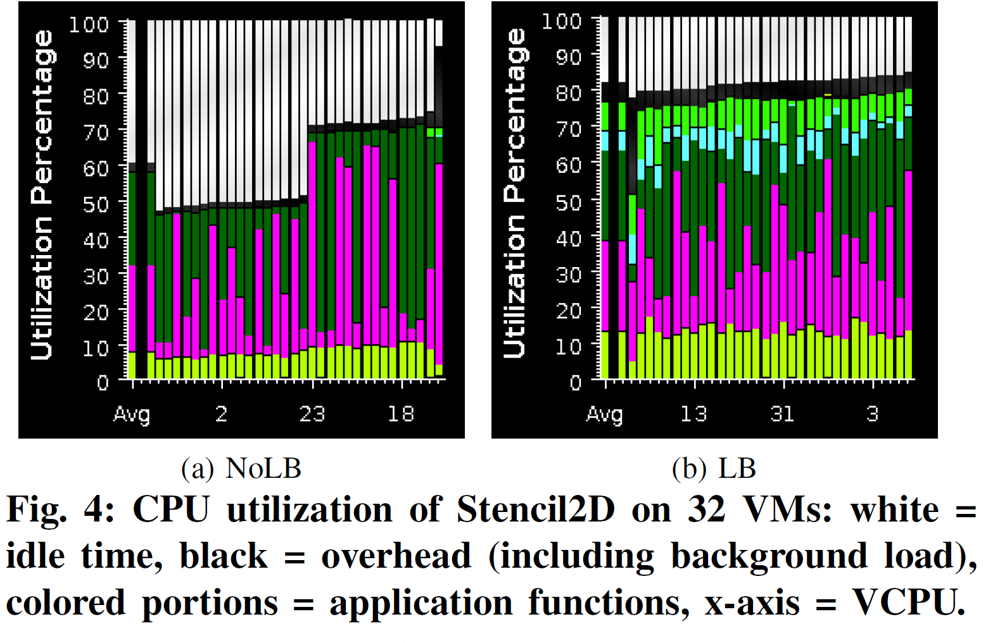 Utilization Percentage
100
90
80
70
60
50
40
30
20
10
0
Avg 2 23 18
(a) NoLB
Utilization Percentage
100
90
80
70
60
50
40
30
20
10
0
Avg 13 31 3
(b) LB
Fig. 4: CPU utilization of Stencil2D on 32 VMs: white =
idle time, black = overhead (including background load),
colored portions = application functions, x-axis = VCPU.